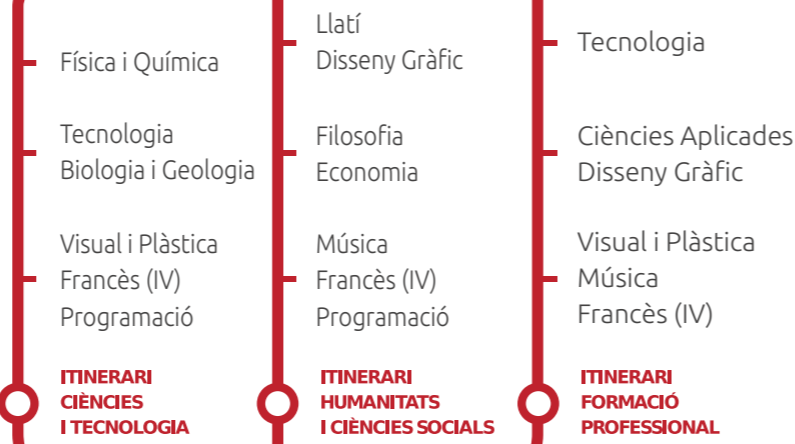 Física i Química
Tecnologia
Biologia i Geologia
Visual i Plàstica
Francès (IV)
Programació
ITINERARI
CIÈNCIES
I TECNOLOGIA
Llatí
Disseny Gràfic
Filosofia
Economia
Música
Francès (IV)
Programació
ITINERARI
HUMANITATS
I CIÈNCIES SOCIALS
Tecnologia
Ciències Aplicades
Disseny Gràfic
Visual i Plàstica
Música
Francès (IV)
ITINERARI
FORMACIÓ
PROFESSIONAL